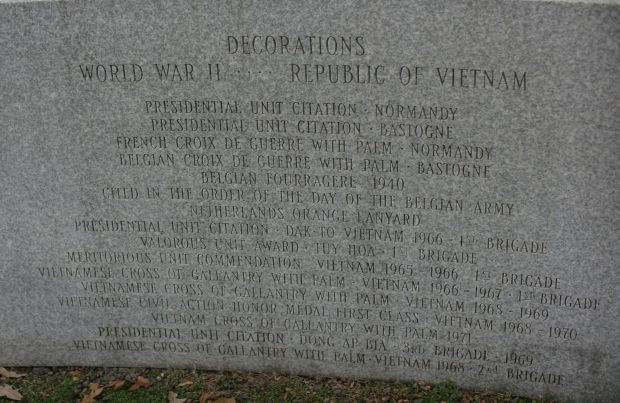 DECORATIONS
WORLD WAR II ····· REPUBLIC OF VIETNAM
PRESIDENTIAL UNIT CITATION · NORMANDY
PRESIDENTIAL UNIT CITATION · BASTOGNE
FRENCH CROIX DE GUERRE WITH PALM · NORMANDY
BELGIAN CROIX DE GUERRE WITH PALM · BASTOGNE
BELGIAN FOURRAGERE 1940
CITED IN THE ORDER OF THE DAY OF THE BELGIAN ARMY
NETHERLANDS ORANGE LANYARD
PRESIDENTIAL UNIT CITATION · DAK TO VIETNAM 1966 · 1ST BRIGADE
VALOROUS UNIT AWARD · TUY HOA · 1ST BRIGADE
MERITORIOUS UNIT COMMENDATION · VIETNAM 1965 - 1966 · 1ST BRIGADE
VIETNAMESE CROSS OF GALLANTRY WITH PALM · VIETNAM 1966 - 1967 · 1ST BRIGADE
VIETNAMESE CROSS OF GALLANTRY WITH PALM · VIETNAM 1968 - 1969
VIETNAMESE CIVIL ACTION HONOR MEDAL FIRST CLASS · VIETNAM 1968 - 1970
VIETNAM CROSS OF GALLANTRY WITH PALM · 1971
PRESIDENTIAL UNIT CITATION · DONG AP BIA · 3RD BRIGADE · 1969
VIETNAMESE CROSS OF GALLANTRY WITH PALM · VIETNAM 1968 · 2ND BRIGADE